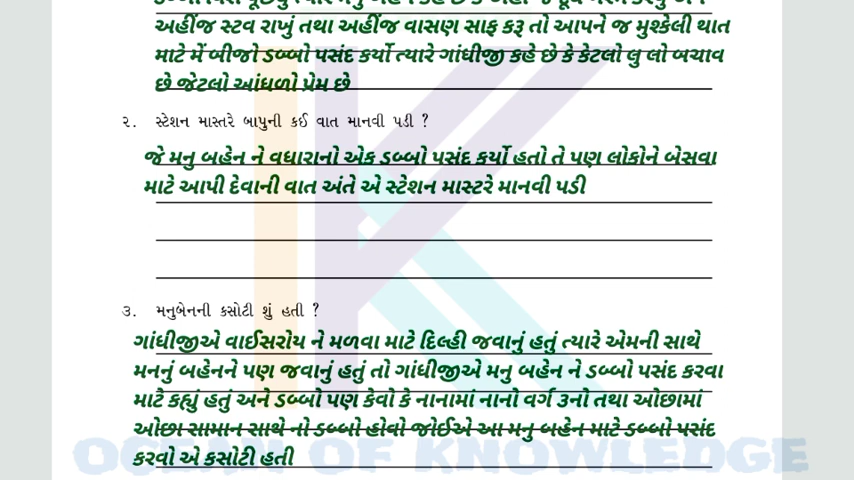 અહીંજ સ્ટવ રાખું તથા અહીંજ વાસણ સાફ કરૂ તો આપને જ મુશ્કેલી થાત
માટે મેં બીજો ડબ્બો પસંદ કર્યો ત્યારે ગાંધીજી કહે છે કે કેટલો લુ લો બચાવ
છે જેટલો આંધળો પ્રેમ છે
૨. સ્ટેશન માસ્તરે બાપુની કઈ વાત માનવી પડી ?
જે મનુ બહેન ને વધારાનો એક ડબ્બો પસંદ કર્યો હતો તે પણ લોકોને બેસવા
માટે આપી દેવાની વાત અંતે એ સ્ટેશન માસ્ટરે માનવી પડી
૩. મનુબેનની કસોટી શું હતી ?
ગાંધીજીએ વાઈસરોય ને મળવા માટે દિલ્હી જવાનું હતું ત્યારે એમની સાથે
મનનું બહેનને પણ જવાનું હતું તો ગાંધીજીએ મનુ બહેન ને ડબ્બો પસંદ કરવા
માટે કહ્યું હતું અને ડબ્બો પણ કેવો કે નાનામાં નાનો વર્ગ ૩નો તથા ઓછામાં
ઓછા સામાન સાથે નો ડબ્બો હોવો જોઈએ આ મનુ બહેન માટે ડબ્બો પસંદ
કરવો એ કસોટી હતી
OCEAN OF KNOWLEDGE